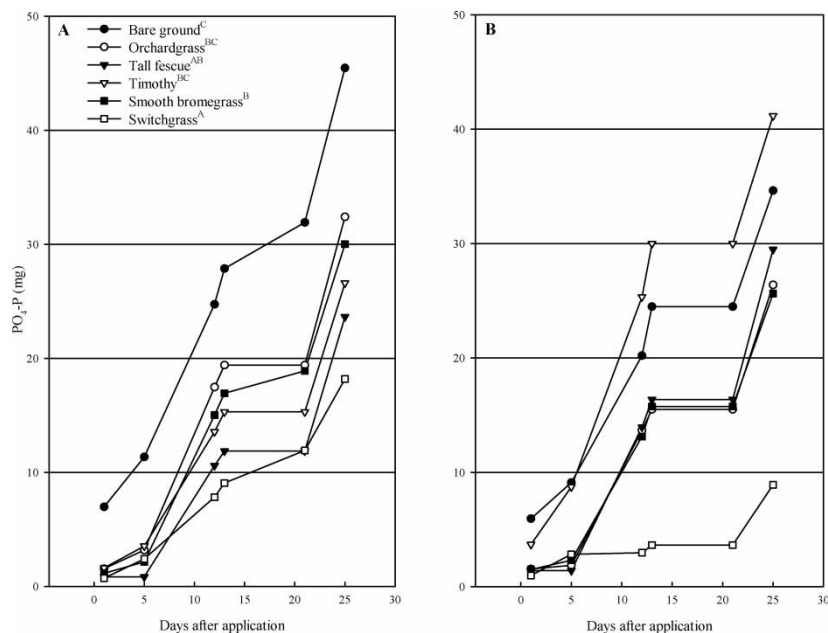 A
Bare ground^C
Orchardgrass^BC
Tall fescue^AB
Timothy^BC
Smooth bromegrass^B
Switchgrass^A
PO₄-P (mg)
50
40
30
20
10
0
0 5 10 15 20 25 30
Days after application
B
50
40
30
20
10
0
0 5 10 15 20 25 30
Days after application